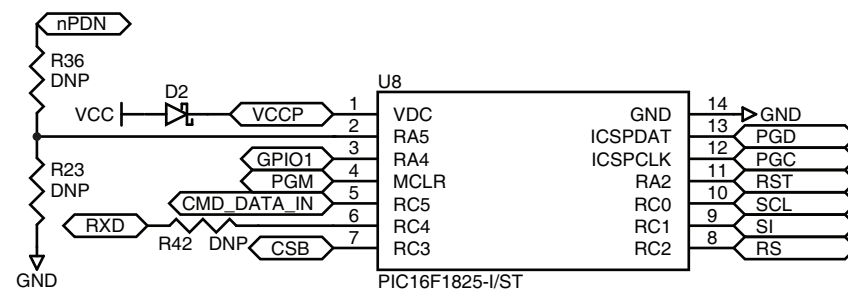 nPDN
R36
DNP
D2
U8
VCC
VCCP
1
VDC
GND
14
GND
2
RA5
ICSPDAT
13
PGD
GPIO1
3
RA4
ICSPCLK
12
PGC
R23
DNP
PGM
4
MCLR
RA2
11
RST
CMD_DATA_IN
5
RC5
RC0
10
SCL
RXD
6
RC4
RC1
9
SI
R42 DNP
CSB
7
RC3
RC2
8
RS
GND
PIC16F1825-I/ST